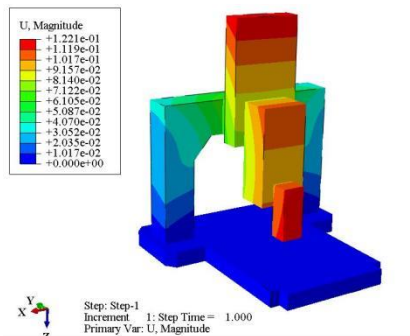 U, Magnitude
+1.221e-01
+1.119e-01
+1.017e-01
+9.157e-02
+8.140e-02
+7.122e-02
+6.105e-02
+5.087e-02
+4.070e-02
+3.052e-02
+2.035e-02
+1.017e-02
+0.000e+00
Y
X
Z
Step: Step-1
Increment 1: Step Time = 1.000
Primary Var: U, Magnitude